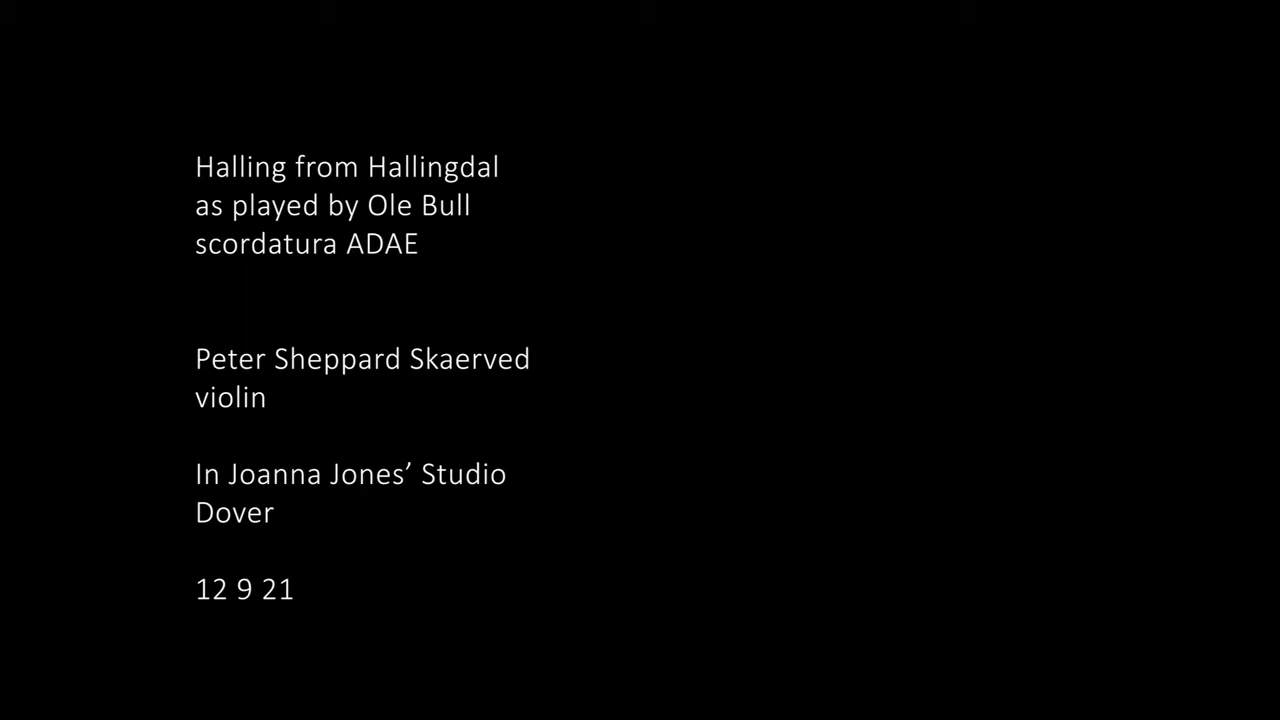 Halling from Hallingdal
as played by Ole Bull
scordatura ADAE
Peter Sheppard Skaerved
violin
In Joanna Jones’ Studio
Dover
12 9 21